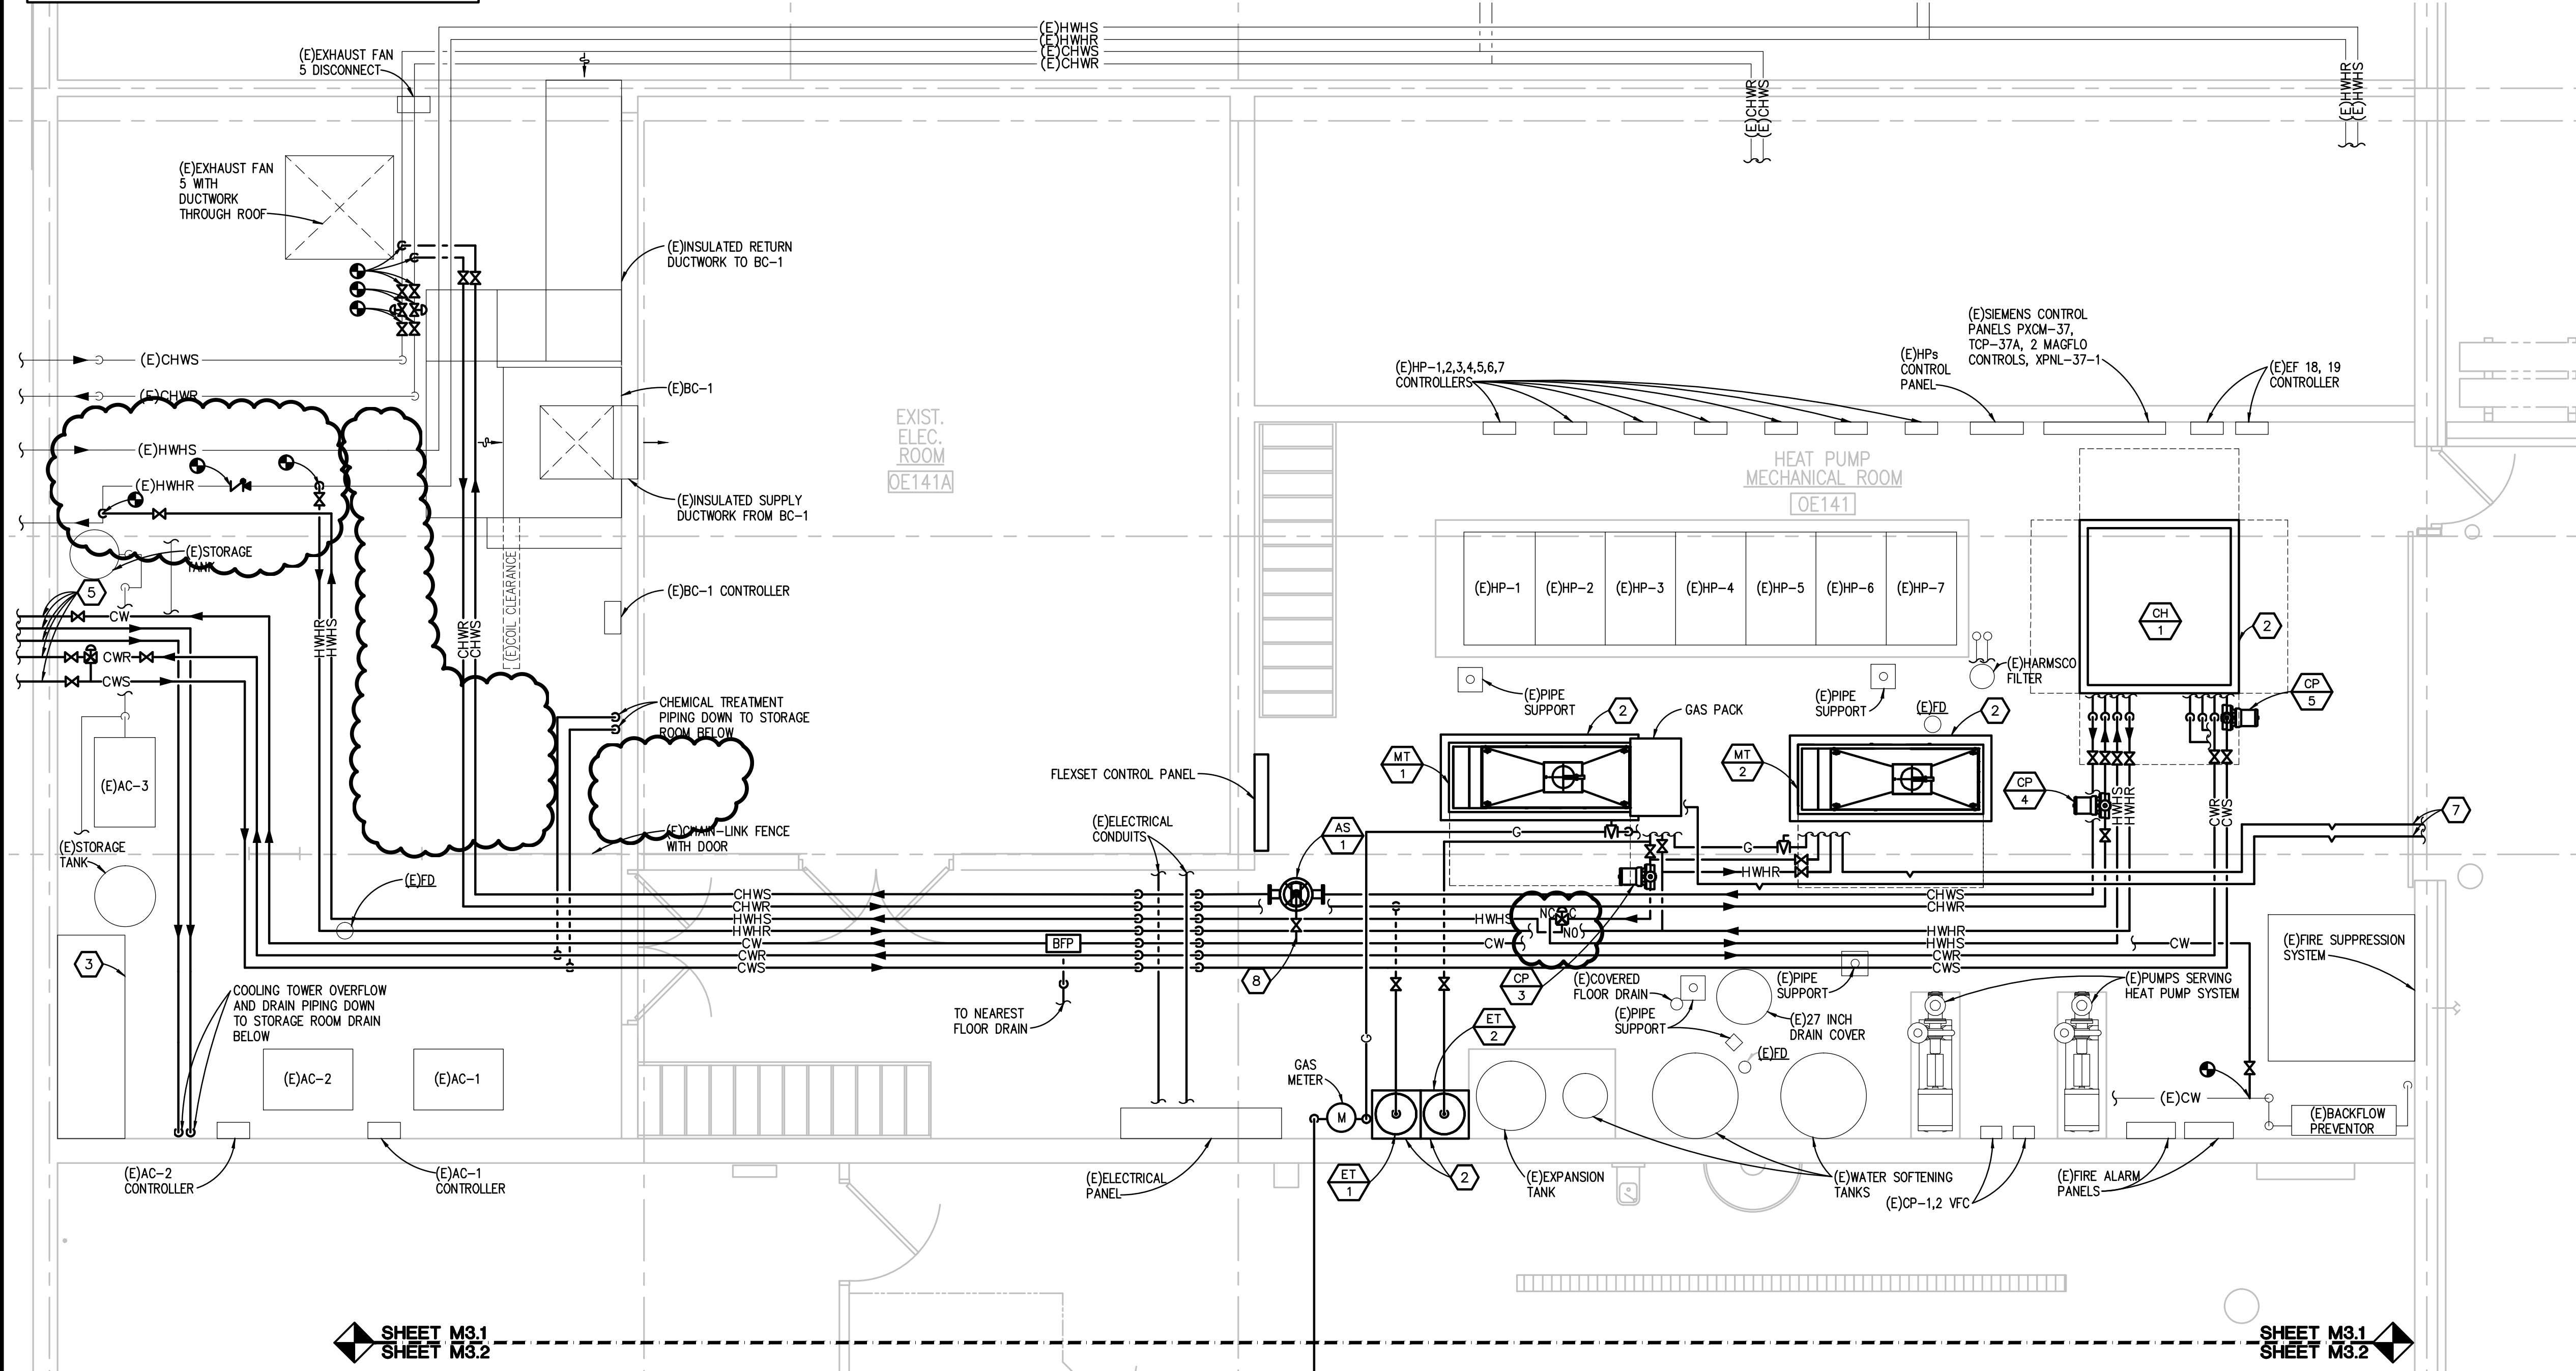 (E)HWHS
(E)HWHR
(E)CHWS
(E)CHWR
(E)EXHAUST FAN
5 DISCONNECT
(E)CHWR
(E)CHWS
(E)HWHR
(E)HWHS
(E)EXHAUST FAN
5 WITH
DUCTWORK
THROUGH ROOF
(E)INSULATED RETURN
DUCTWORK TO BC-1
(E)CHWS
(E)CHWR
(E)BC-1
(E)HWHS
(E)HWHR
(E)INSULATED SUPPLY
DUCTWORK FROM BC-1
EXIST.
ELEC.
ROOM
OE141A
(E)HP-1,2,3,4,5,6,7
CONTROLLERS
(E)HPs
CONTROL
PANEL
(E)SIEMENS CONTROL
PANELS PXCM-37,
TCP-37A, 2 MAGFLO
CONTROLS, XPNL-37-1
(E)EF 18, 19
CONTROLLER
HEAT PUMP
MECHANICAL ROOM
OE141
(E)STORAGE
TANK
5
CW
CWR
CWS
HWHR
HWHS
CHWR
CHWS
(E)COIL CLEARANCE
(E)BC-1 CONTROLLER
(E)HP-1
(E)HP-2
(E)HP-3
(E)HP-4
(E)HP-5
(E)HP-6
(E)HP-7
CH
1
2
(E)HARMSCO
FILTER
(E)PIPE
SUPPORT
2
GAS PACK
(E)PIPE
SUPPORT
(E)FD
2
CP
5
CHEMICAL TREATMENT
PIPING DOWN TO STORAGE
ROOM BELOW
(E)AC-3
FLEXSET CONTROL PANEL
MT
1
MT
2
CP
4
HWHS
HWHR
CWR
CWS
7
(E)STORAGE
TANK
(E)CHAIN-LINK FENCE
WITH DOOR
(E)ELECTRICAL
CONDUITS
AS
1
G
G
HWHR
(E)FD
CHWS
CHWR
HWHS
HWHR
CW
CWR
CWS
BFP
HWHS
CW
NC
C
NO
CHWS
CHWR
HWHR
HWHS
CWR
CWS
CW
3
COOLING TOWER OVERFLOW
AND DRAIN PIPING DOWN
TO STORAGE ROOM DRAIN
BELOW
TO NEAREST
FLOOR DRAIN
8
CP
3
(E)COVERED
FLOOR DRAIN
(E)PIPE
SUPPORT
(E)PIPE
SUPPORT
(E)27 INCH
DRAIN COVER
(E)PUMPS SERVING
HEAT PUMP SYSTEM
(E)FIRE SUPPRESSION
SYSTEM
ET
2
G
(E)FD
(E)AC-2
(E)AC-1
GAS
METER
M
(E)CW
(E)BACKFLOW
PREVENTOR
(E)AC-2
CONTROLLER
(E)AC-1
CONTROLLER
(E)ELECTRICAL
PANEL
ET
1
2
(E)EXPANSION
TANK
(E)WATER SOFTENING
TANKS
(E)CP-1,2 VFC
(E)FIRE ALARM
PANELS
SHEET M3.1
SHEET M3.2
SHEET M3.1
SHEET M3.2